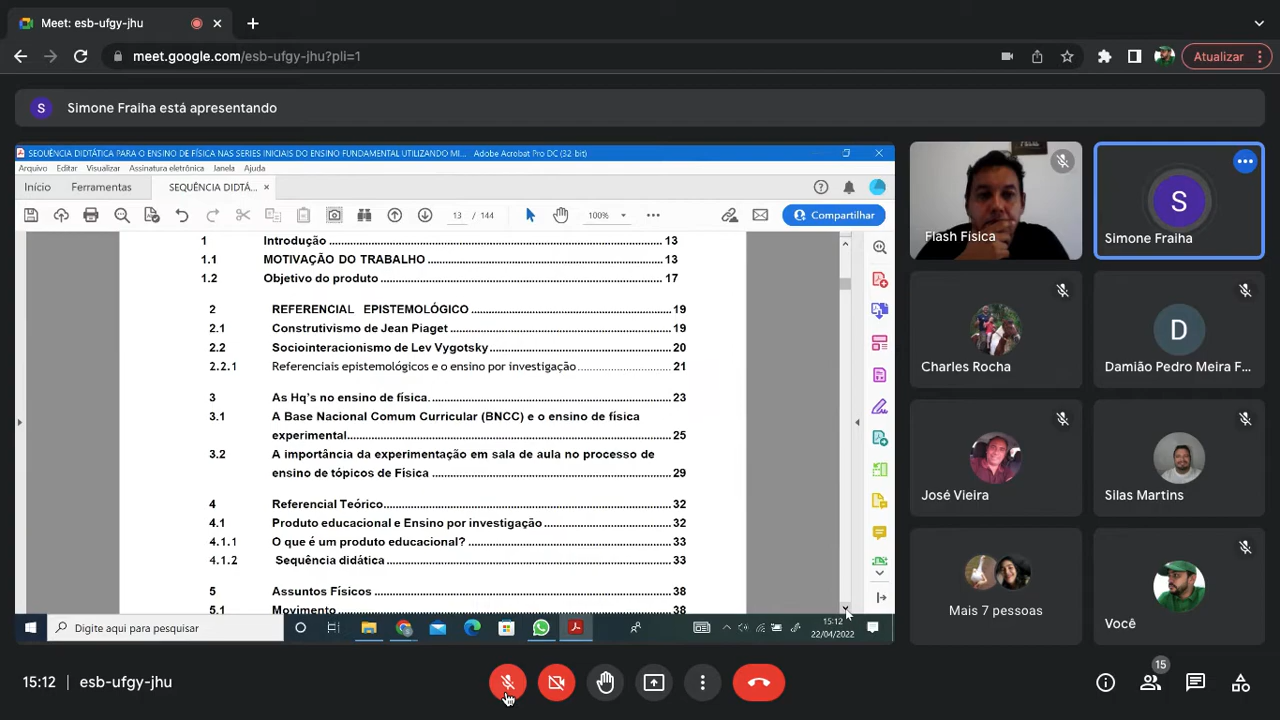 Meet: esb-ufgy-jhu
meet.google.com/esb-ufgy-jhu?pli=1
Atualizar
S
Simone Fraiha está apresentando
SEQUÊNCIA DIDTÁTICA PARA O ENSINO DE FÍSICA NAS SERIES INICIAIS DO ENSINO FUNDAMENTAL UTILIZANDO MI... - Adobe Acrobat Pro DC (32-bit)
Arquivo Editar Visualizar Assinatura eletrônica Janela Ajuda
Início Ferramentas SEQUÊNCIA DIDTÁ... ×
13 / 144 100% Compartilhar
1 Introdução 13
1.1 MOTIVAÇÃO DO TRABALHO 13
1.2 Objetivo do produto 17
2 REFERENCIAL EPISTEMOLÓGICO 19
2.1 Construtivismo de Jean Piaget 19
2.2 Sociointeracionismo de Lev Vygotsky 20
2.2.1 Referenciais epistemológicos e o ensino por investigação 21
3 As Hq's no ensino de física. 23
3.1 A Base Nacional Comum Curricular (BNCC) e o ensino de física
experimental 25
3.2 A importância da experimentação em sala de aula no processo de
ensino de tópicos de Física 29
4 Referencial Teórico 32
4.1 Produto educacional e Ensino por investigação 32
4.1.1 O que é um produto educacional? 33
4.1.2 Sequência didática 33
5 Assuntos Físicos 38
5.1 Movimento 38
Digite aqui para pesquisar
15:12
22/04/2022
Flash Física
S
Simone Fraiha
Charles Rocha
D
Damião Pedro Meira F...
José Vieira
Silas Martins
Mais 7 pessoas
Você
15:12 | esb-ufgy-jhu
15